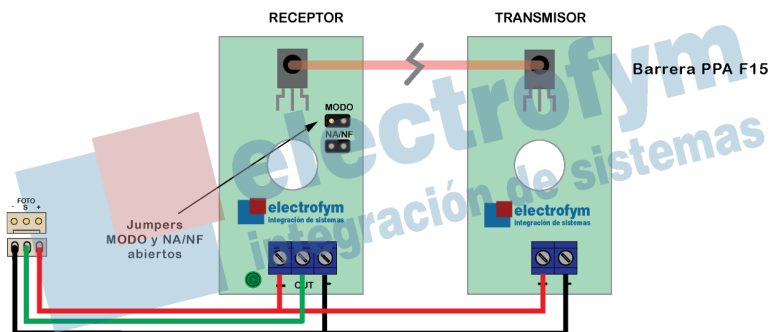 RECEPTOR
TRANSMISOR
Barrera PPA F15
MODO
NA/NF
electrofym
integración de sistemas
FOTO
- S +
Jumpers
MODO y NA/NF
abiertos
electrofym
integración de sistemas
electrofym
integración de sistemas
+ OUT -
+ -